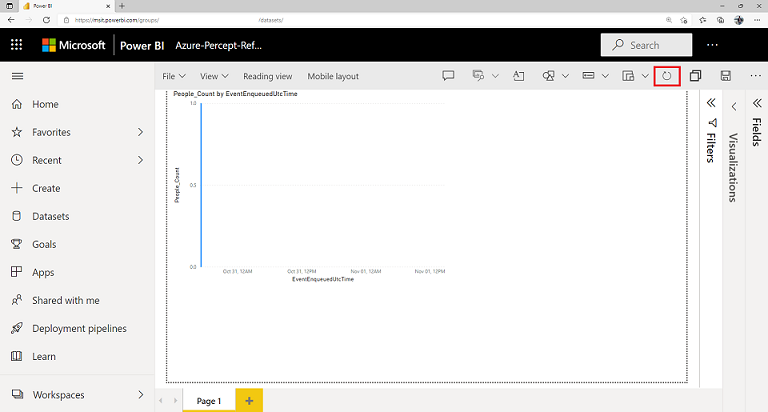 Power BI
https://msit.powerbi.com/groups/ /datasets/
Microsoft Power BI Azure-Percept-Ref... Search
File View Reading view Mobile layout
Home
Favorites
Recent
Create
Datasets
Goals
Apps
Shared with me
Deployment pipelines
Learn
Workspaces
People_Count by EventEnqueuedUtcTime
1.0
0.5
0.0
People_Count
Oct 31, 12AM Oct 31, 12PM Nov 01, 12AM Nov 01, 12PM
EventEnqueuedUtcTime
Filters
Visualizations
Fields
Page 1